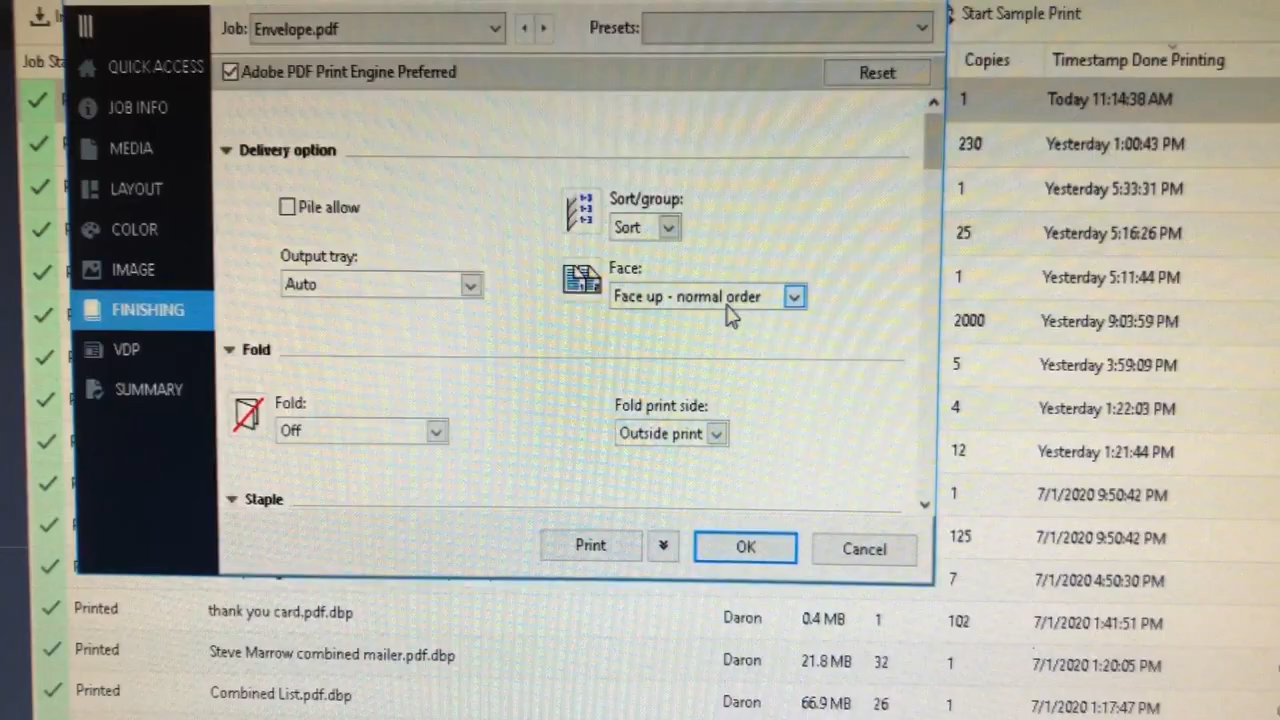 Job: Envelope.pdf
Presets:
Start Sample Print
Job Sta
Copies
Timestamp Done Printing
QUICK ACCESS
JOB INFO
MEDIA
LAYOUT
COLOR
IMAGE
FINISHING
VDP
SUMMARY
Adobe PDF Print Engine Preferred
Reset
Delivery option
Pile allow
Sort/group:
Sort
Output tray:
Auto
Face:
Face up - normal order
Fold
Fold:
Off
Fold print side:
Outside print
Staple
Print
OK
Cancel
1 Today 11:14:38 AM
230 Yesterday 1:00:43 PM
1 Yesterday 5:33:31 PM
25 Yesterday 5:16:26 PM
1 Yesterday 5:11:44 PM
2000 Yesterday 9:03:59 PM
5 Yesterday 3:59:09 PM
4 Yesterday 1:22:03 PM
12 Yesterday 1:21:44 PM
1 7/1/2020 9:50:42 PM
125 7/1/2020 9:50:42 PM
7 7/1/2020 4:50:30 PM
Printed thank you card.pdf.dbp Daron 0.4 MB 1 102 7/1/2020 1:41:51 PM
Printed Steve Marrow combined mailer.pdf.dbp Daron 21.8 MB 32 1 7/1/2020 1:20:05 PM
Printed Combined List.pdf.dbp Daron 66.9 MB 26 1 7/1/2020 1:17:47 PM